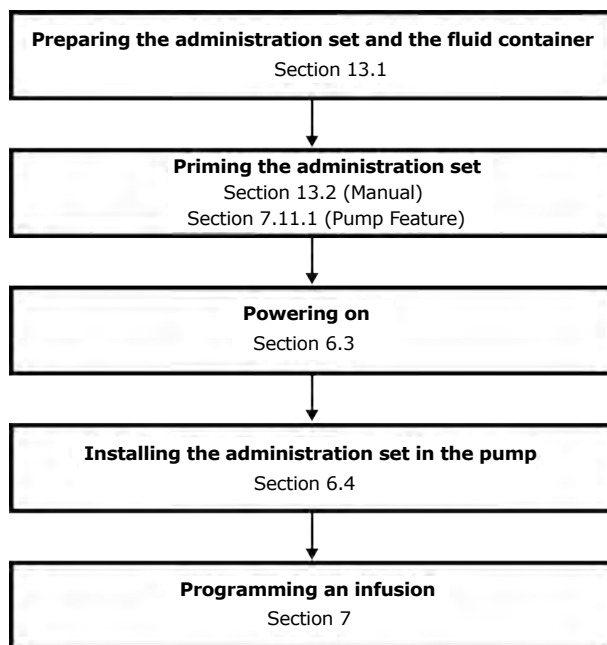 Preparing the administration set and the fluid container
Section 13.1
Priming the administration set
Section 13.2 (Manual)
Section 7.11.1 (Pump Feature)
Powering on
Section 6.3
Installing the administration set in the pump
Section 6.4
Programming an infusion
Section 7